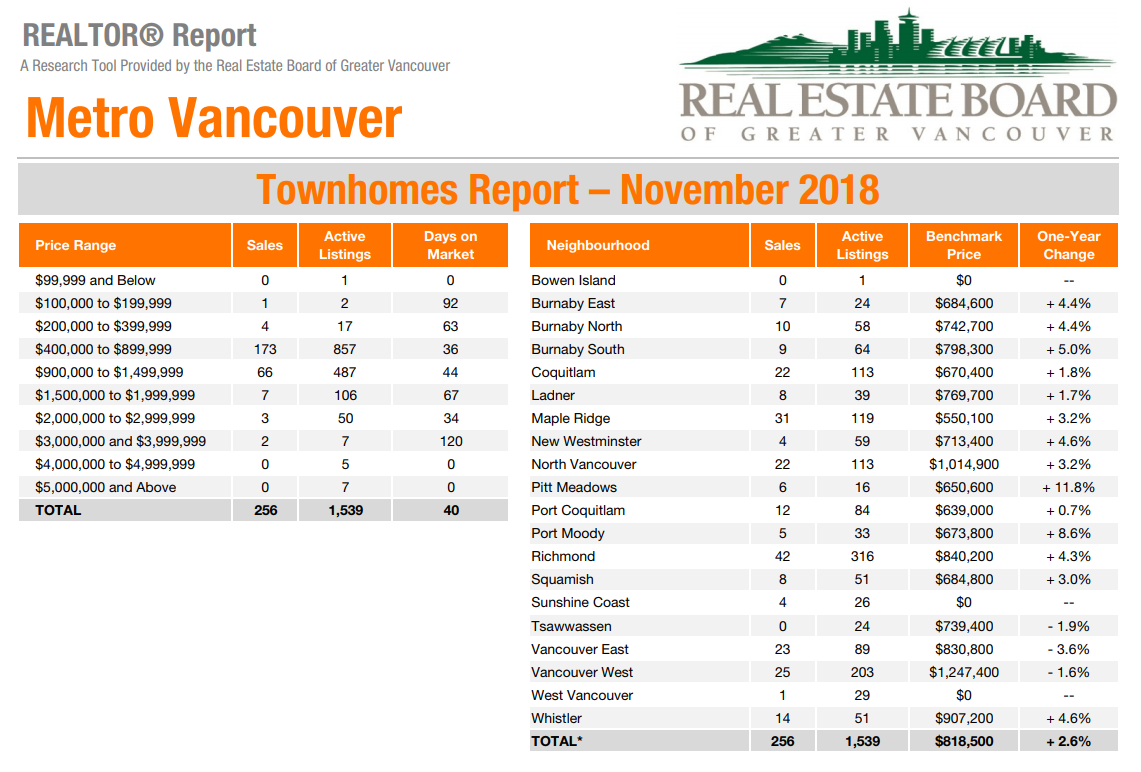 REALTOR® Report
A Research Tool Provided by the Real Estate Board of Greater Vancouver
Metro Vancouver
REAL ESTATE BOARD
OF GREATER VANCOUVER
Townhomes Report – November 2018
Price Range Sales Active Listings Days on Market
$99,999 and Below 0 1 0
$100,000 to $199,999 1 2 92
$200,000 to $399,999 4 17 63
$400,000 to $899,999 173 857 36
$900,000 to $1,499,999 66 487 44
$1,500,000 to $1,999,999 7 106 67
$2,000,000 to $2,999,999 3 50 34
$3,000,000 and $3,999,999 2 7 120
$4,000,000 to $4,999,999 0 5 0
$5,000,000 and Above 0 7 0
TOTAL 256 1,539 40
Neighbourhood Sales Active Listings Benchmark Price One-Year Change
Bowen Island 0 1 $0 --
Burnaby East 7 24 $684,600 + 4.4%
Burnaby North 10 58 $742,700 + 4.4%
Burnaby South 9 64 $798,300 + 5.0%
Coquitlam 22 113 $670,400 + 1.8%
Ladner 8 39 $769,700 + 1.7%
Maple Ridge 31 119 $550,100 + 3.2%
New Westminster 4 59 $713,400 + 4.6%
North Vancouver 22 113 $1,014,900 + 3.2%
Pitt Meadows 6 16 $650,600 + 11.8%
Port Coquitlam 12 84 $639,000 + 0.7%
Port Moody 5 33 $673,800 + 8.6%
Richmond 42 316 $840,200 + 4.3%
Squamish 8 51 $684,800 + 3.0%
Sunshine Coast 4 26 $0 --
Tsawwassen 0 24 $739,400 - 1.9%
Vancouver East 23 89 $830,800 - 3.6%
Vancouver West 25 203 $1,247,400 - 1.6%
West Vancouver 1 29 $0 --
Whistler 14 51 $907,200 + 4.6%
TOTAL* 256 1,539 $818,500 + 2.6%